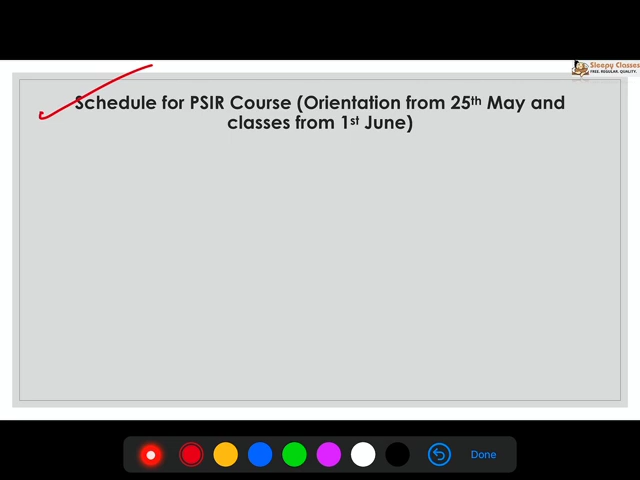 Sleepy Classes
FREE. REGULAR. QUALITY.
Schedule for PSIR Course (Orientation from 25th May and
classes from 1st June)
Done